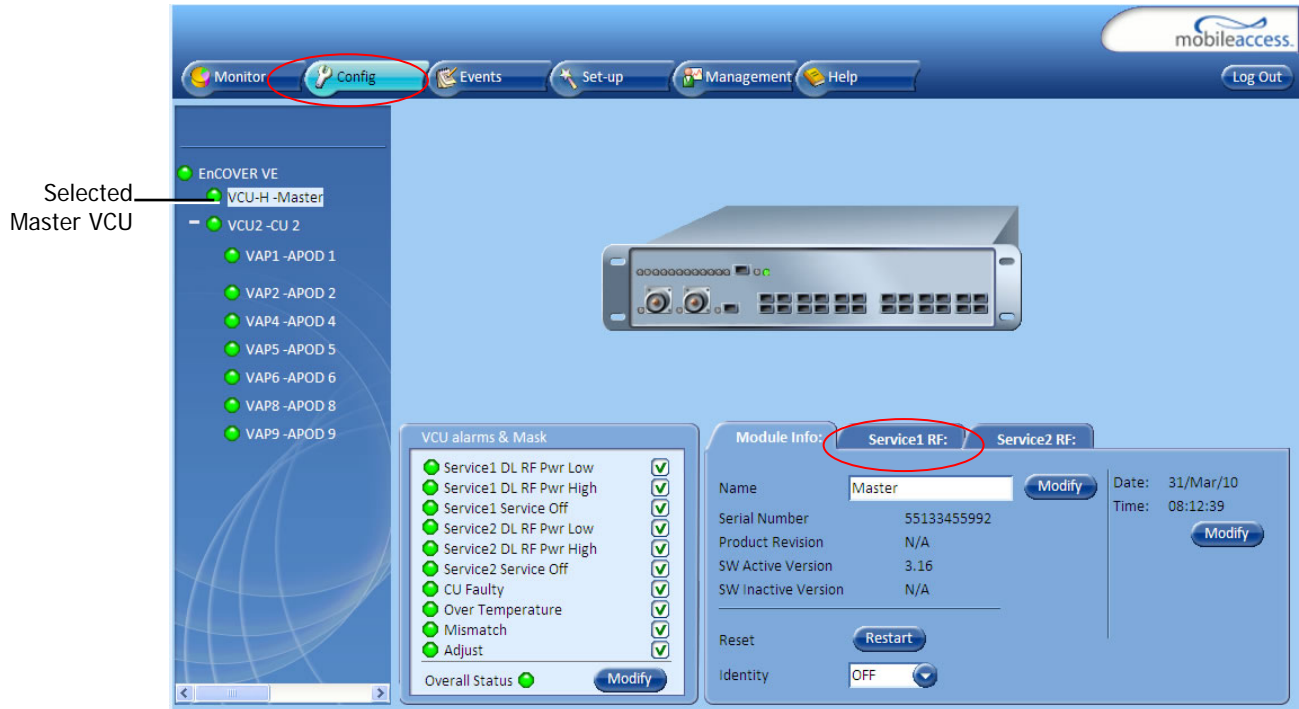 mobileaccess.
Monitor
Config
Events
Set-up
Management
Help
Log Out
EnCOVER VE
VCU-H -Master
VCU2 -CU 2
VAP1 -APOD 1
VAP2 -APOD 2
VAP4 -APOD 4
VAP5 -APOD 5
VAP6 -APOD 6
VAP8 -APOD 8
VAP9 -APOD 9
Selected
Master VCU
VCU alarms & Mask
Service1 DL RF Pwr Low
Service1 DL RF Pwr High
Service1 Service Off
Service2 DL RF Pwr Low
Service2 DL RF Pwr High
Service2 Service Off
CU Faulty
Over Temperature
Mismatch
Adjust
Overall Status
Modify
Module Info:
Service1 RF:
Service2 RF:
Name Master Modify
Serial Number 55133455992
Product Revision N/A
SW Active Version 3.16
SW Inactive Version N/A
Reset Restart
Identity OFF
Date: 31/Mar/10
Time: 08:12:39
Modify